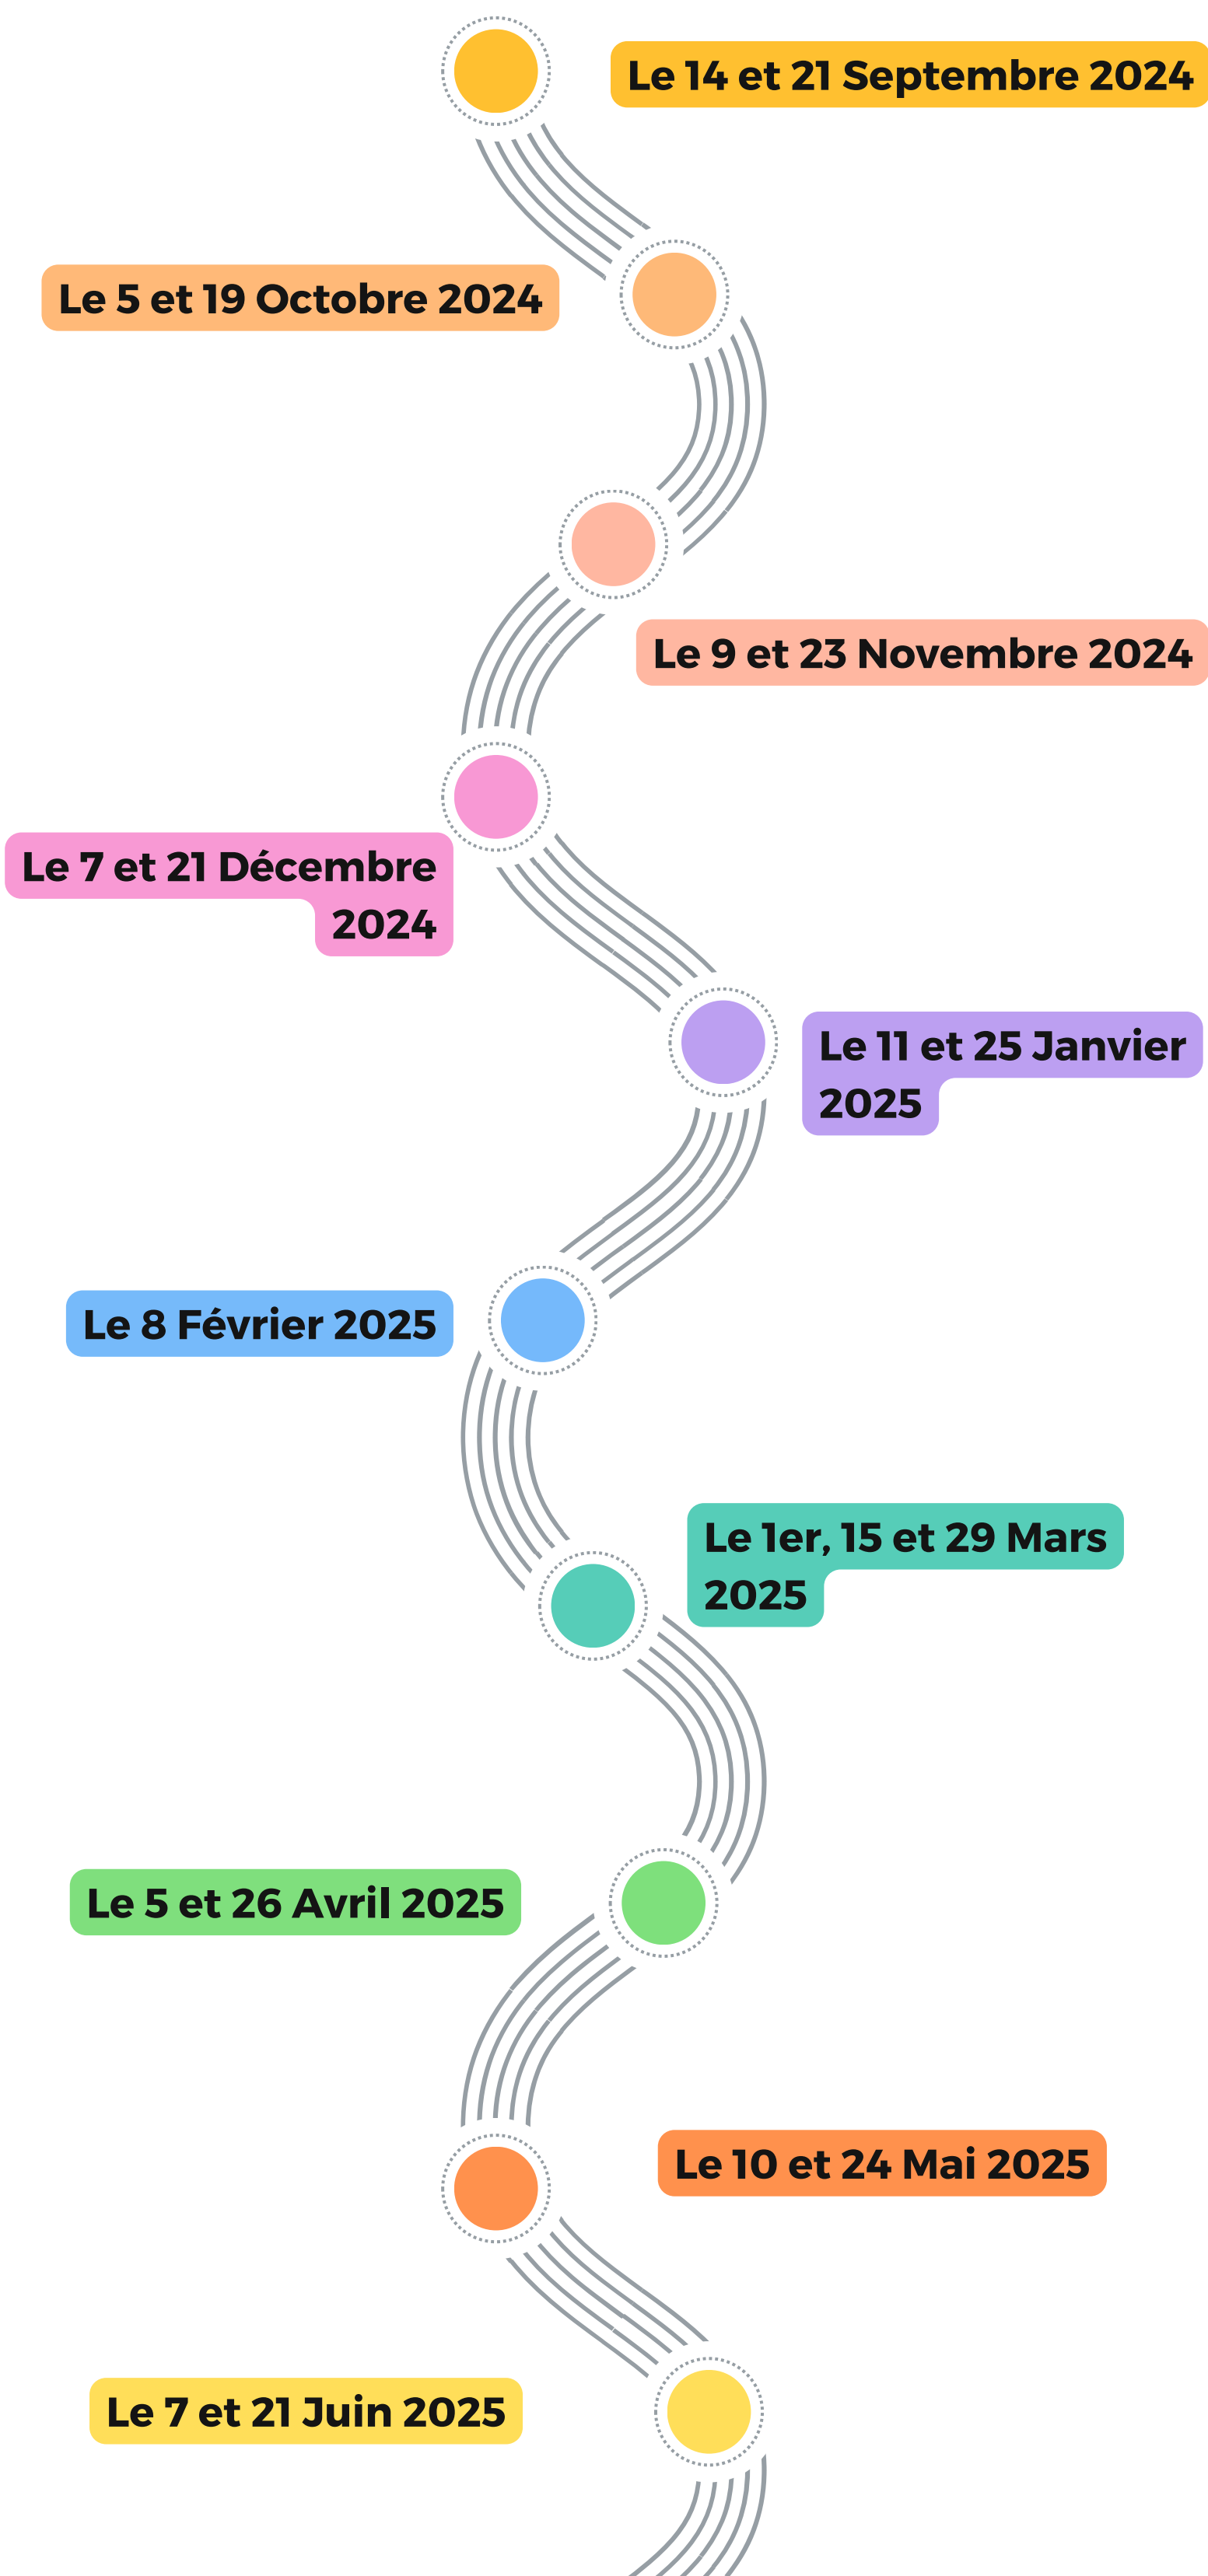 Le 14 et 21 Septembre 2024
Le 5 et 19 Octobre 2024
Le 9 et 23 Novembre 2024
Le 7 et 21 Décembre
2024
Le 11 et 25 Janvier
2025
Le 8 Février 2025
Le 1er, 15 et 29 Mars
2025
Le 5 et 26 Avril 2025
Le 10 et 24 Mai 2025
Le 7 et 21 Juin 2025